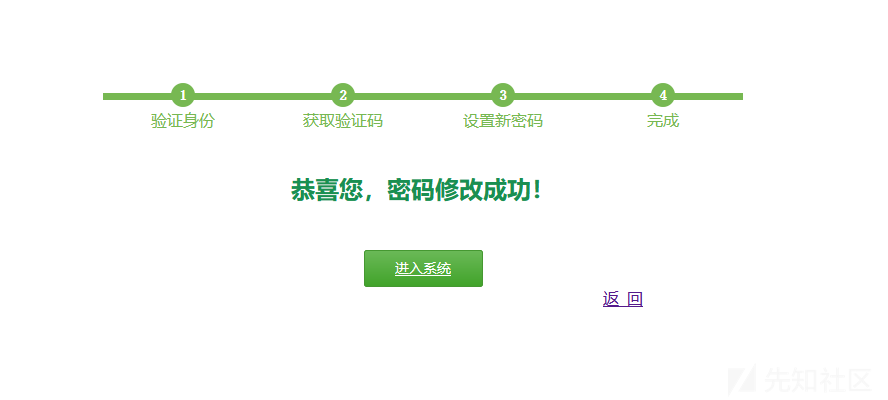 1 2 3 4
验证身份 获取验证码 设置新密码 完成
恭喜您，密码修改成功！
进入系统
返 回
先知社区